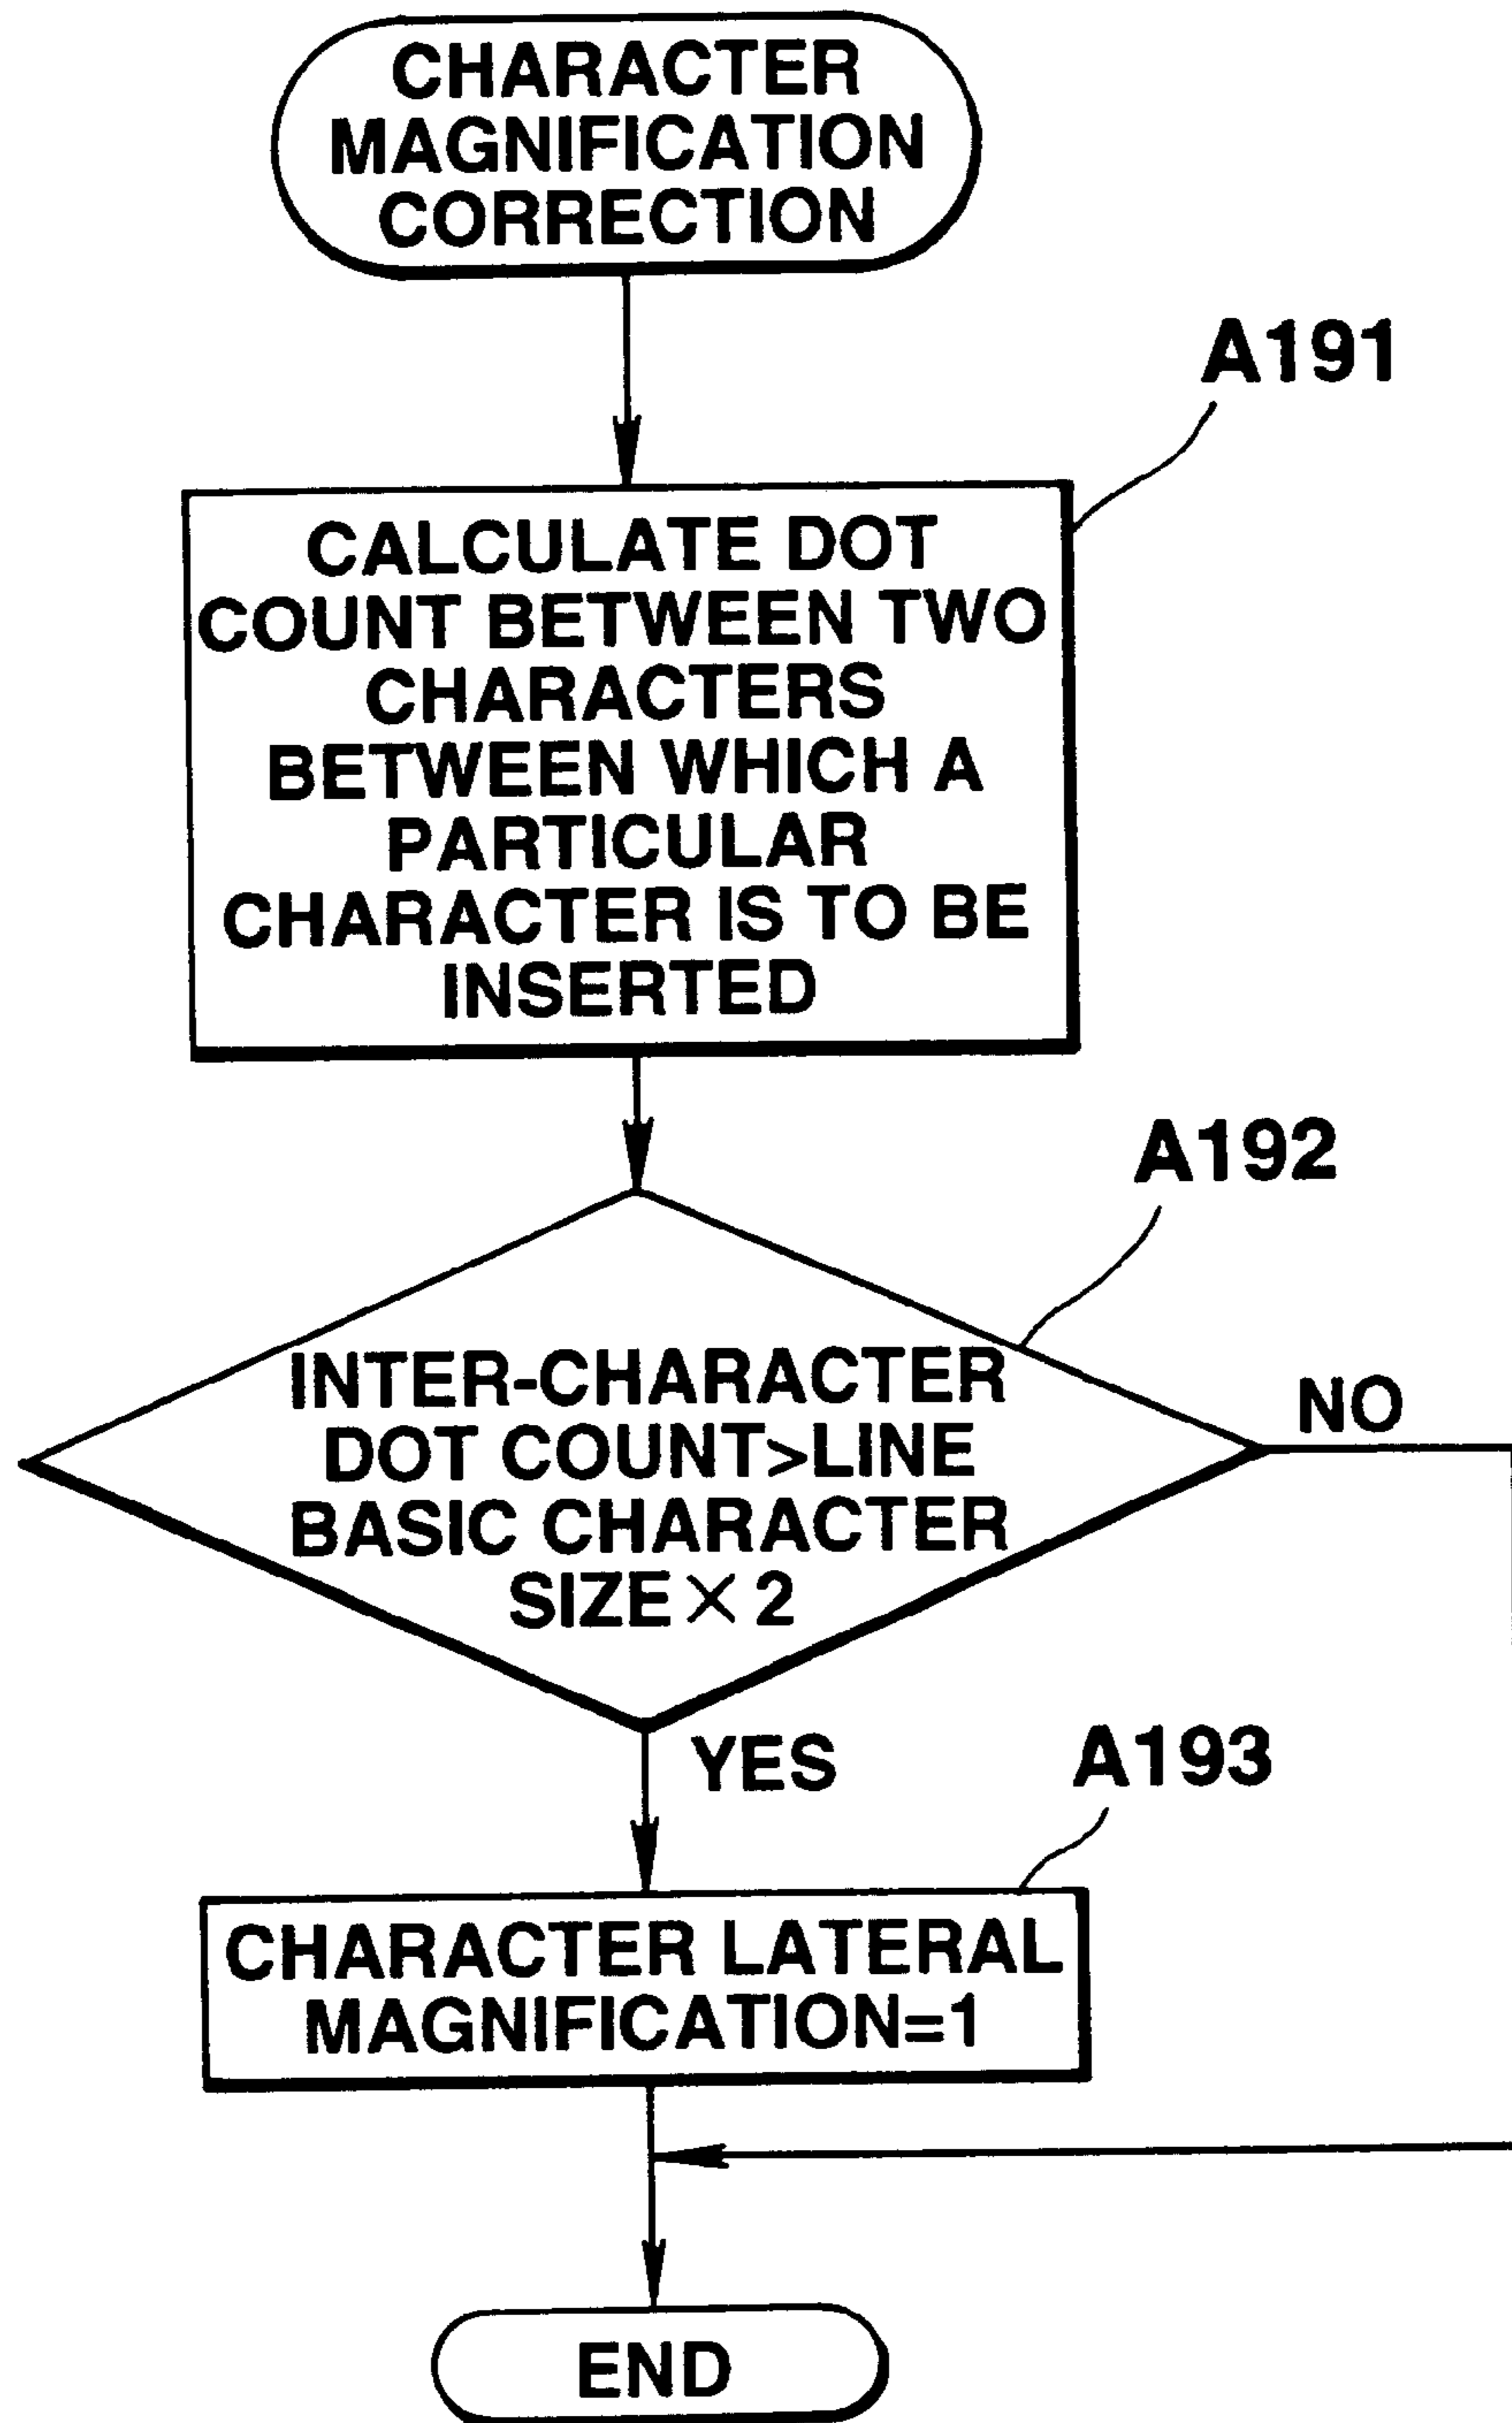 CHARACTER
MAGNIFICATION
CORRECTION
A191
CALCULATE DOT
COUNT BETWEEN TWO
CHARACTERS
BETWEEN WHICH A
PARTICULAR
CHARACTER IS TO BE
INSERTED
A192
INTER-CHARACTER
DOT COUNT>LINE
BASIC CHARACTER
SIZE×2
NO
YES
A193
CHARACTER LATERAL
MAGNIFICATION=1
END